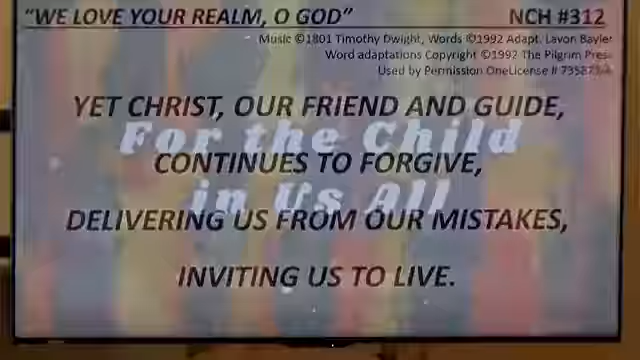 "WE LOVE YOUR REALM, O GOD" NCH #312
Music ©1801 Timothy Dwight, Words ©1992 Adapt. Lavon Bayler
Word adaptations Copyright ©1992 The Pilgrim Press
Used by Permission OneLicense #
YET CHRIST, OUR FRIEND AND GUIDE,
For the Child
CONTINUES TO FORGIVE,
in Us All
DELIVERING US FROM OUR MISTAKES,
INVITING US TO LIVE.